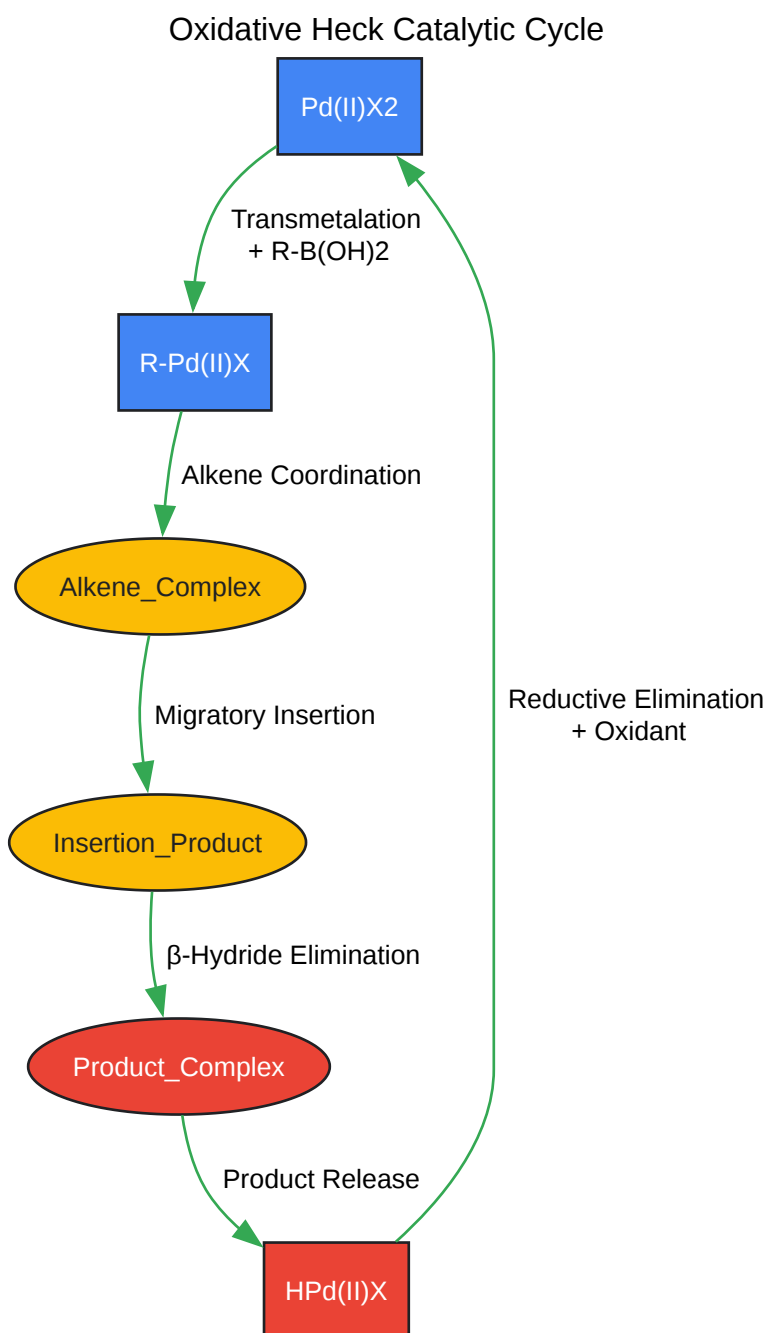 Oxidative Heck Catalytic Cycle
Pd(II)X2
Transmetalation
+ R-B(OH)2
R-Pd(II)X
Alkene Coordination
Alkene_Complex
Migratory Insertion
Reductive Elimination
+ Oxidant
Insertion_Product
β-Hydride Elimination
Product_Complex
Product Release
HPd(II)X